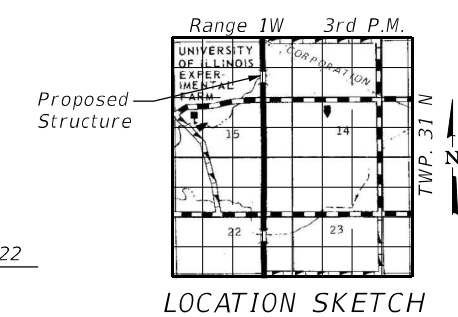 Range 1W 3rd P.M.
UNIVERSITY
OF ILLINOIS
EXPER-
IMENTAL
FARM
CORPORATION
Proposed
Structure
15
14
TWP. 31 N
N
22
23
22
LOCATION SKETCH